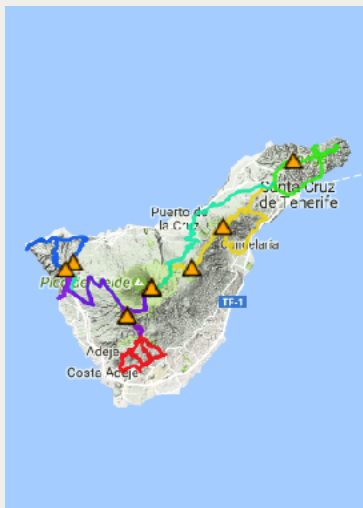 Santa Cruz
de Tenerife
Puerto de
la Cruz
Candelaria
Pico del Teide
TF-1
Adeje
Costa Adeje